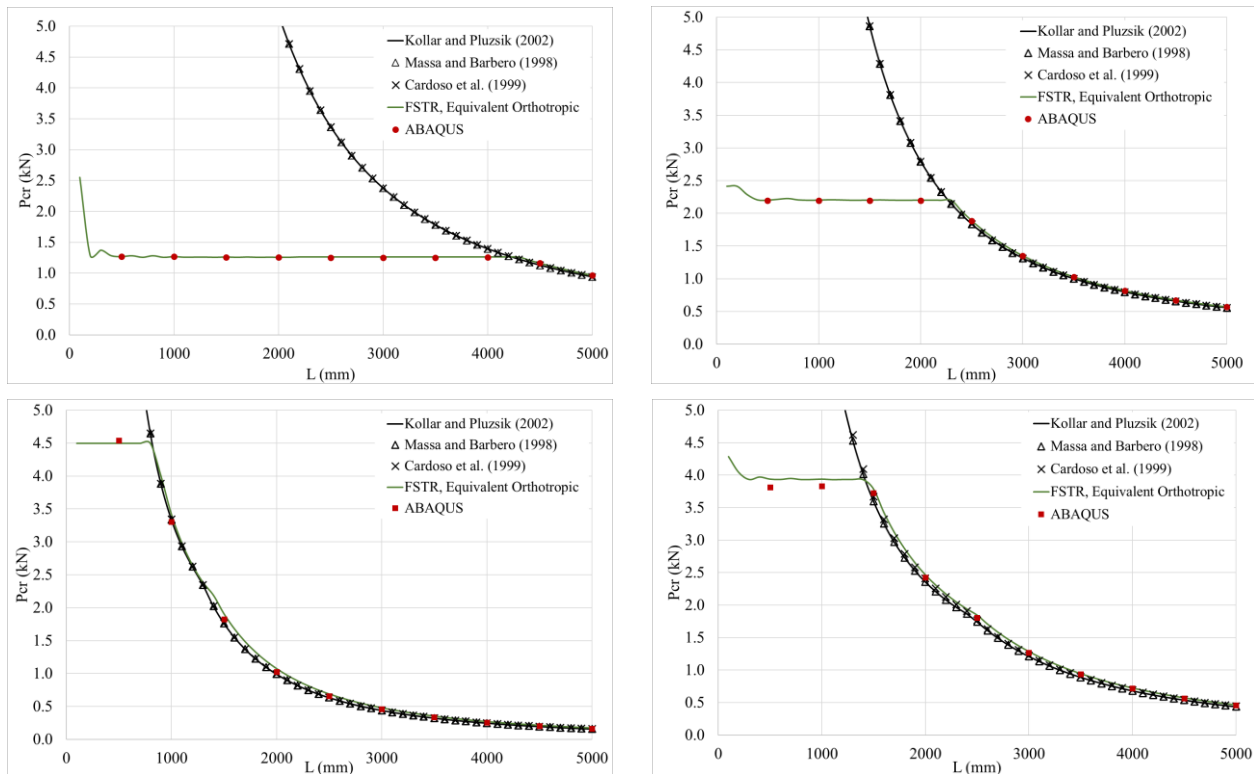 5.0
4.5
4.0
3.5
3.0
2.5
2.0
1.5
1.0
0.5
0.0
Pcr (kN)
Kollar and Pluzsik (2002)
Massa and Barbero (1998)
Cardoso et al. (1999)
FSTR, Equivalent Orthotropic
ABAQUS
0 1000 2000 3000 4000 5000
L (mm)
5.0
4.5
4.0
3.5
3.0
2.5
2.0
1.5
1.0
0.5
0.0
Pcr (kN)
Kollar and Pluzsik (2002)
Massa and Barbero (1998)
Cardoso et al. (1999)
FSTR, Equivalent Orthotropic
ABAQUS
0 1000 2000 3000 4000 5000
L (mm)
5.0
4.5
4.0
3.5
3.0
2.5
2.0
1.5
1.0
0.5
0.0
Pcr (kN)
Kollar and Pluzsik (2002)
Massa and Barbero (1998)
Cardoso et al. (1999)
FSTR, Equivalent Orthotropic
ABAQUS
0 1000 2000 3000 4000 5000
L (mm)
5.0
4.5
4.0
3.5
3.0
2.5
2.0
1.5
1.0
0.5
0.0
Pcr (kN)
Kollar and Pluzsik (2002)
Massa and Barbero (1998)
Cardoso et al. (1999)
FSTR, Equivalent Orthotropic
ABAQUS
0 1000 2000 3000 4000 5000
L (mm)